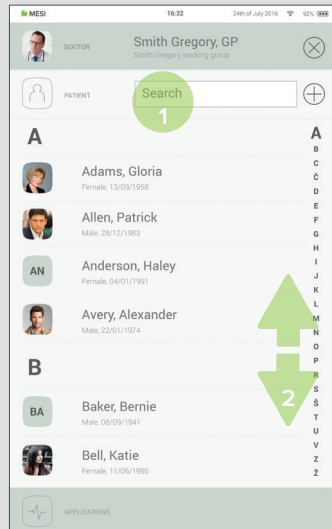 MESI 16:32 24th of July 2016 92%
DOCTOR
Smith Gregory, GP
Smith Gregory working group
PATIENT
Search
1
A
Adams, Gloria
Female, 13/03/1958
Allen, Patrick
Male, 28/12/1983
AN
Anderson, Haley
Female, 04/01/1991
Avery, Alexander
Male, 22/01/1974
B
BA
Baker, Bernie
Male, 08/09/1941
Bell, Katie
Female, 11/06/1986
A
B
C
Č
D
E
F
G
H
I
J
K
L
M
N
O
P
R
S
Š
T
U
V
Z
Ž
2
APPLICATIONS